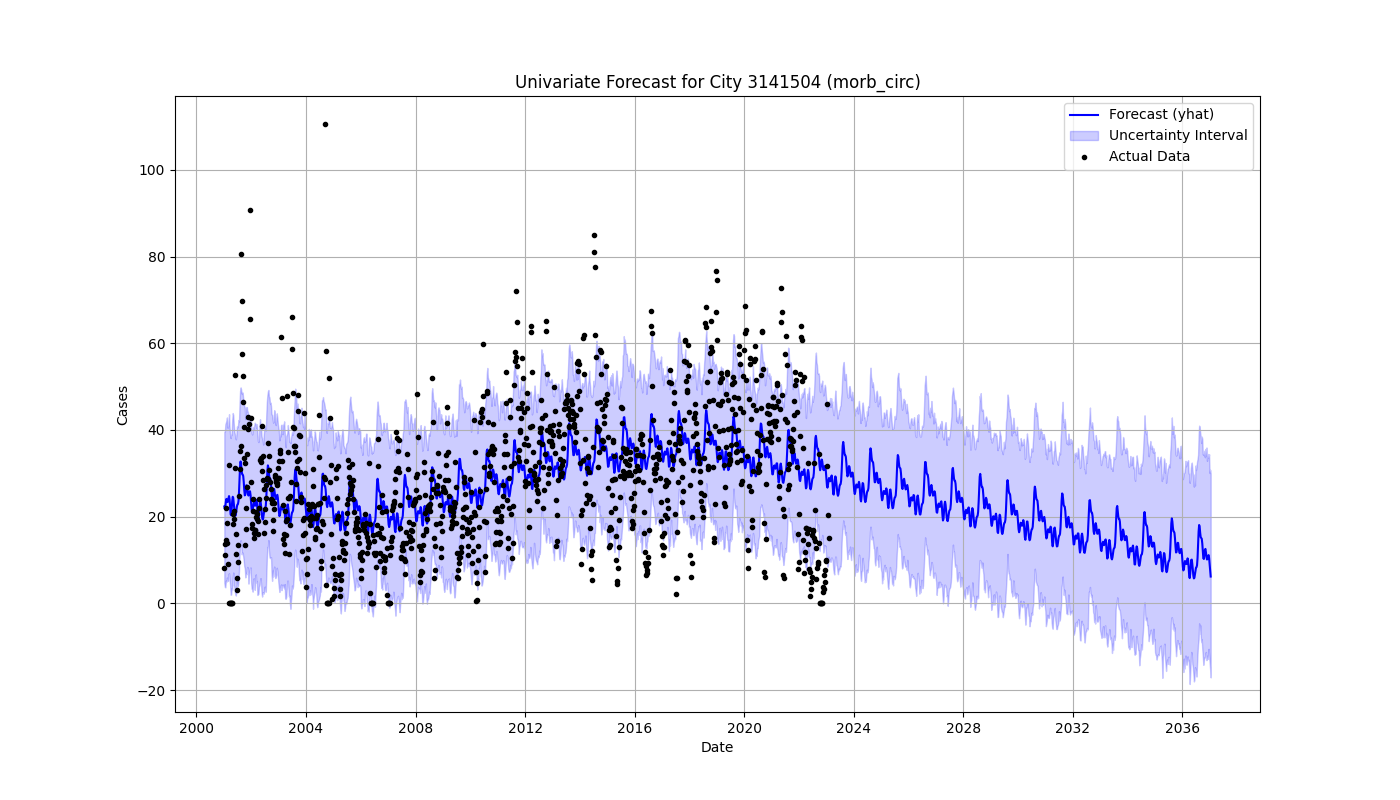 Univariate Forecast for City 3141504 (morb_circ)
Forecast (yhat)
Uncertainty Interval
Actual Data
Cases
100
80
60
40
20
0
−20
2000 2004 2008 2012 2016 2020 2024 2028 2032 2036
Date